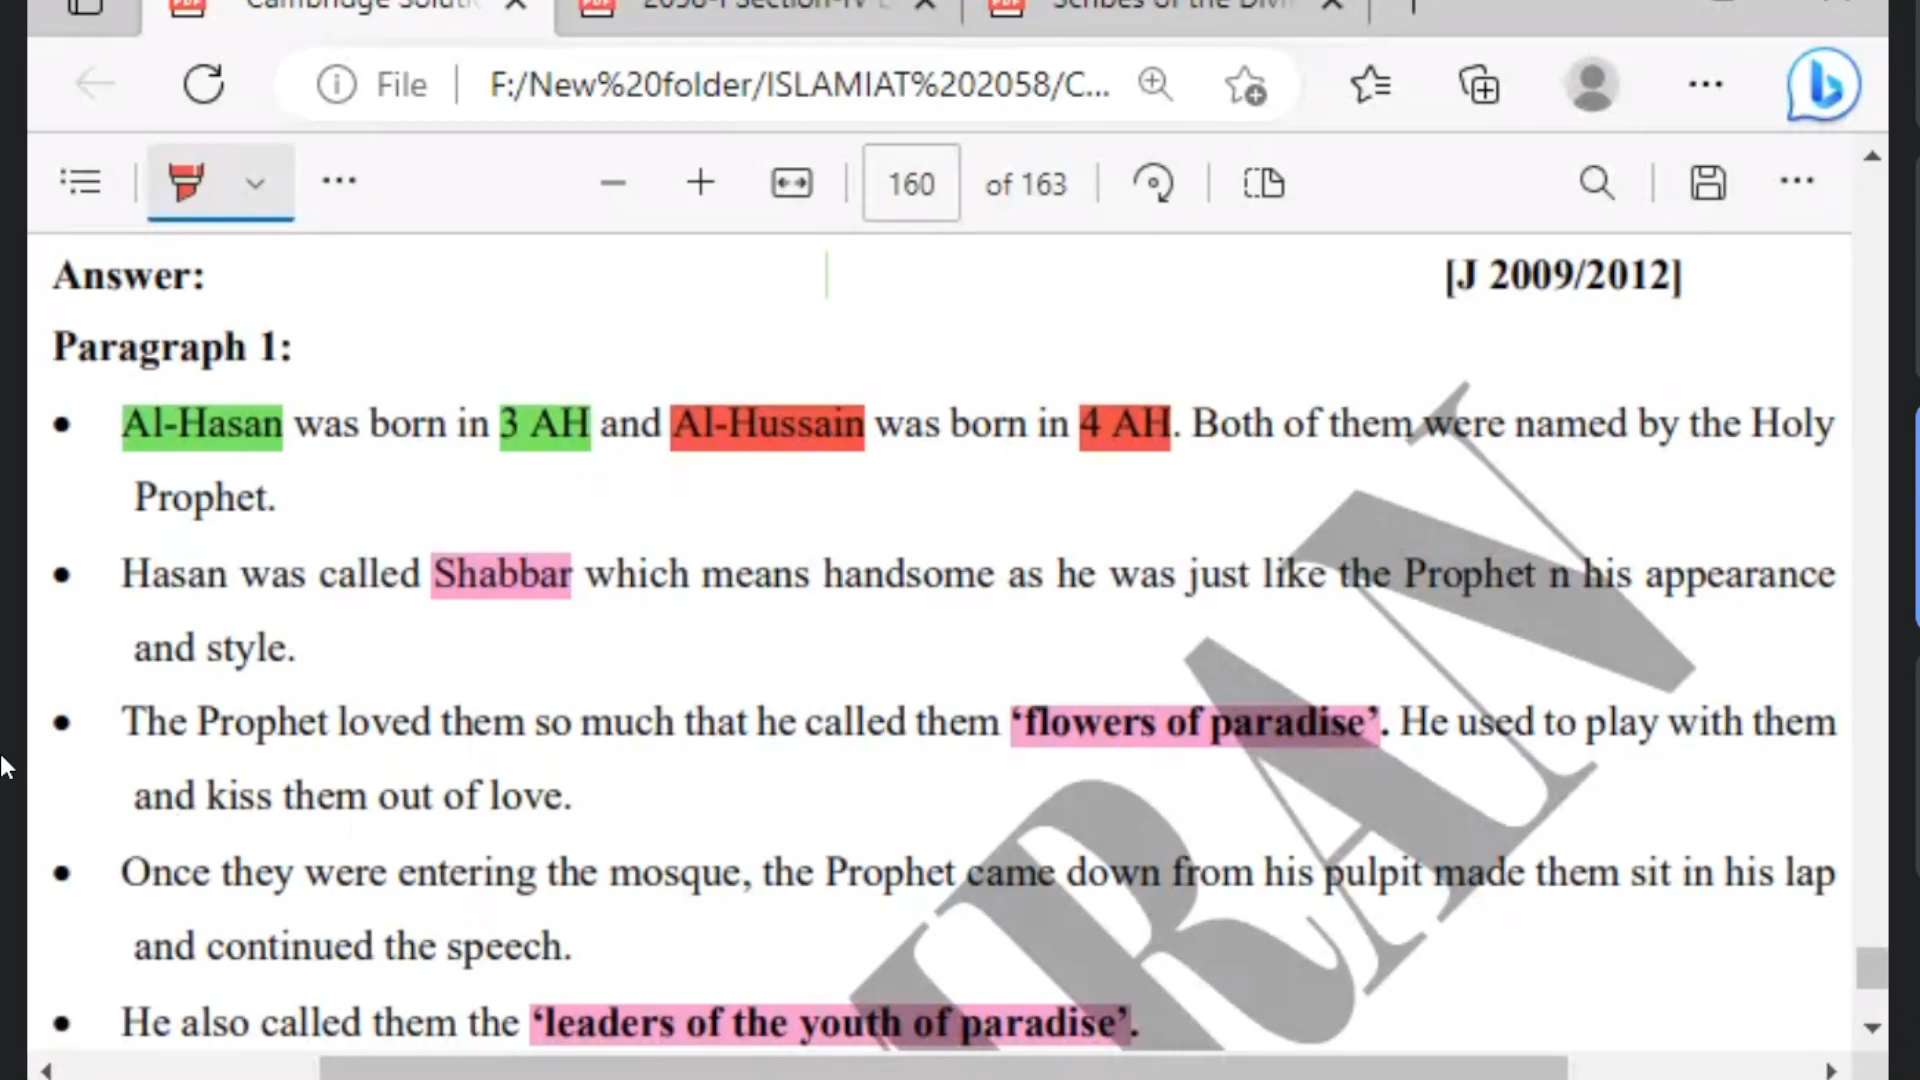 File F:/New%20folder/ISLAMIAT%202058/C...
160 of 163
Answer: [J 2009/2012]
Paragraph 1:
• Al-Hasan was born in 3 AH and Al-Hussain was born in 4 AH. Both of them were named by the Holy
Prophet.
• Hasan was called Shabbar which means handsome as he was just like the Prophet n his appearance
and style.
• The Prophet loved them so much that he called them ‘flowers of paradise’. He used to play with them
and kiss them out of love.
• Once they were entering the mosque, the Prophet came down from his pulpit made them sit in his lap
and continued the speech.
• He also called them the ‘leaders of the youth of paradise’.